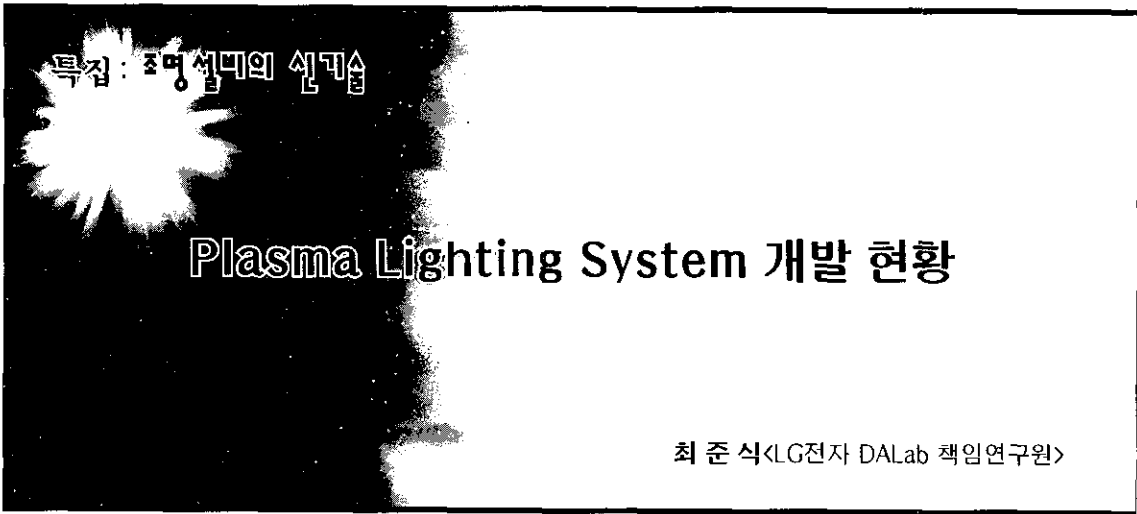 특집: 조명설비의 신기술
Plasma Lighting System 개발 현황
최 준 식<LG전자 DALab 책임연구원>